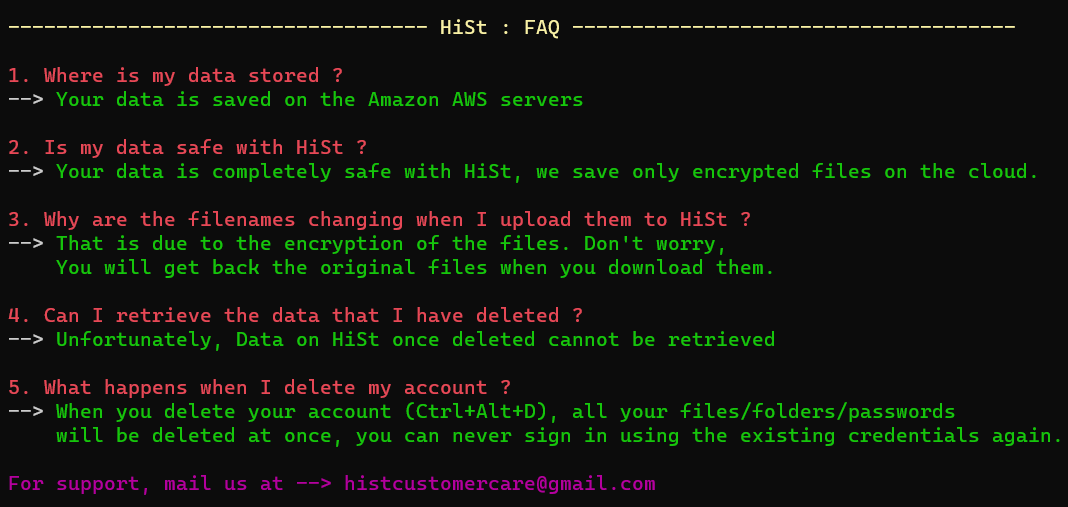 ----------------------------------- HiSt : FAQ -------------------------------------
1. Where is my data stored ?
--> Your data is saved on the Amazon AWS servers
2. Is my data safe with HiSt ?
--> Your data is completely safe with HiSt, we save only encrypted files on the cloud.
3. Why are the filenames changing when I upload them to HiSt ?
--> That is due to the encryption of the files. Don't worry,
You will get back the original files when you download them.
4. Can I retrieve the data that I have deleted ?
--> Unfortunately, Data on HiSt once deleted cannot be retrieved
5. What happens when I delete my account ?
--> When you delete your account (Ctrl+Alt+D), all your files/folders/passwords
will be deleted at once, you can never sign in using the existing credentials again.
For support, mail us at --> histcustomercare@gmail.com